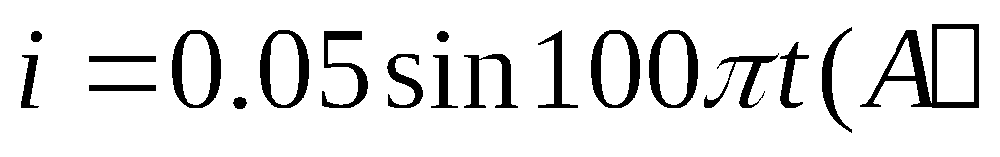 i = 0.05 sin 100πt(A